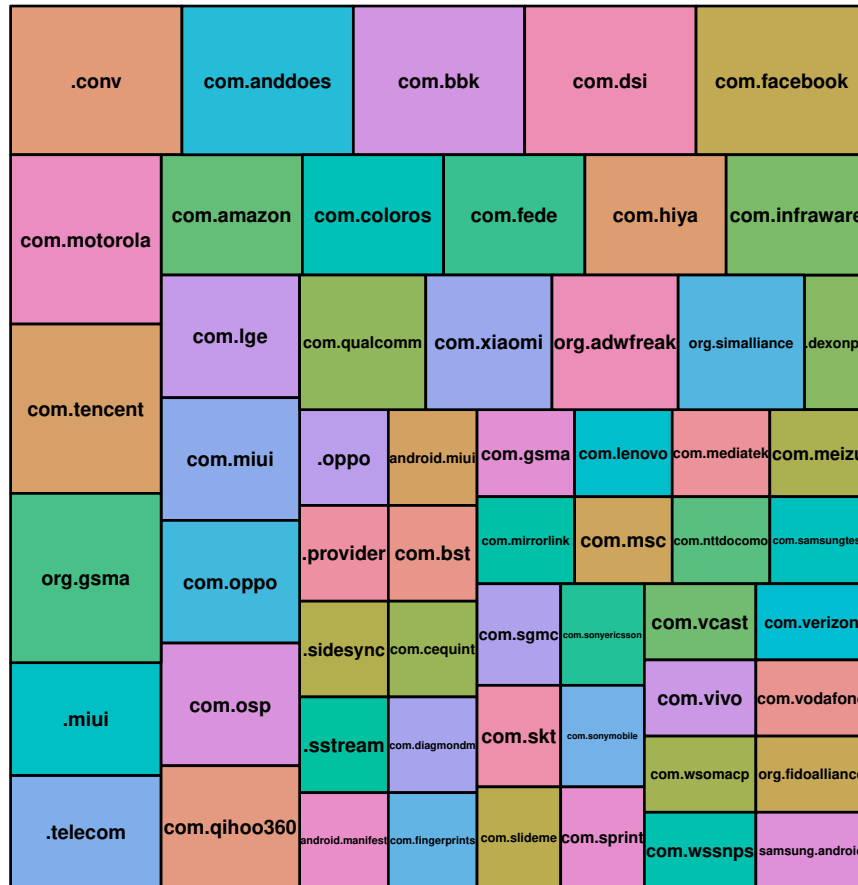 .conv
com.anddoes
com.bbk
com.dsi
com.facebook
com.motorola
com.amazon
com.coloros
com.fede
com.hiya
com.infraware
com.lge
com.qualcomm
com.xiaomi
org.adwfreak
org.simalliance
.dexonp
com.tencent
com.miui
.oppo
android.miui
com.gsma
com.lenovo
com.mediatek
com.meizu
.provider
com.bst
com.mirrorlink
com.msc
com.nttdocomo
com.samsungtes
org.gsma
com.oppo
.sidesync
com.cequint
com.sgmc
com.sonyericsson
com.vcast
com.verizon
.miui
com.osp
.sstream
com.diagmondm
com.skt
com.sonymobile
com.vivo
com.vodafone
com.wsomacp
org.fidoalliance
.telecom
com.qihoo360
android.manifest
com.fingerprints
com.slideme
com.sprint
com.wssnps
samsung.android